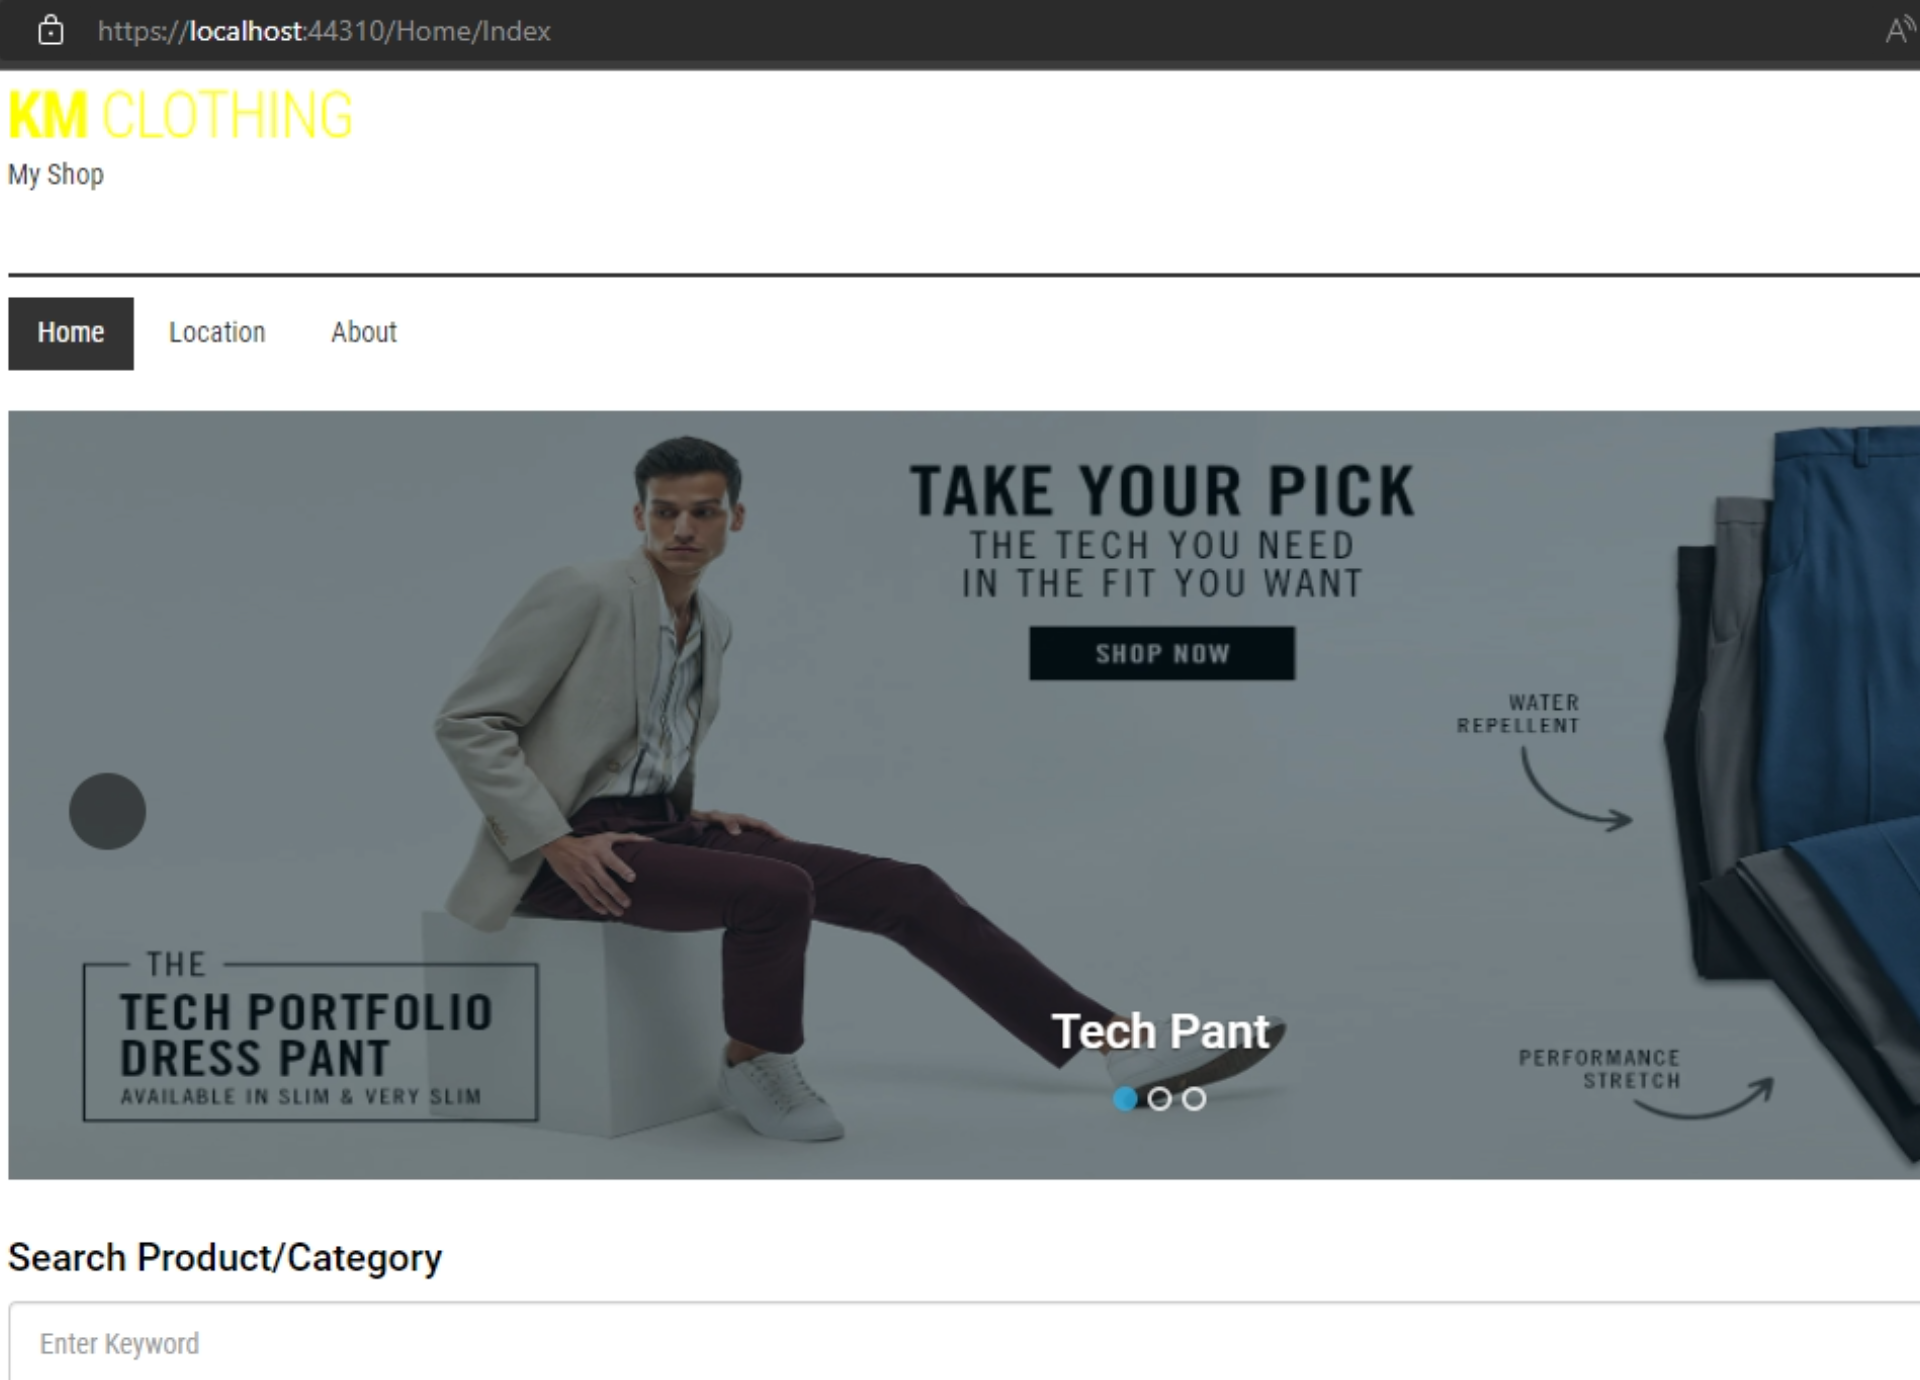 https://localhost:44310/Home/Index
KM CLOTHING
My Shop
Home Location About
TAKE YOUR PICK
THE TECH YOU NEED
IN THE FIT YOU WANT
SHOP NOW
WATER
REPELLENT
THE
TECH PORTFOLIO
DRESS PANT
AVAILABLE IN SLIM & VERY SLIM
Tech Pant
PERFORMANCE
STRETCH
Search Product/Category
Enter Keyword